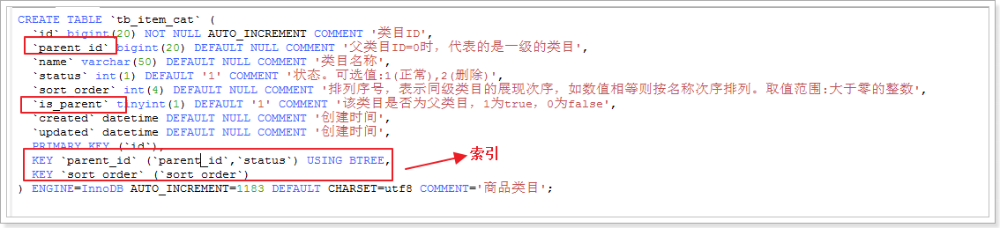 CREATE TABLE `tb_item_cat` (
`id` bigint(20) NOT NULL AUTO_INCREMENT COMMENT '类目ID',
`parent_id` bigint(20) DEFAULT NULL COMMENT '父类目ID=0时，代表的是一级的类目',
`name` varchar(50) DEFAULT NULL COMMENT '类目名称',
`status` int(1) DEFAULT '1' COMMENT '状态。可选值:1(正常),2(删除)',
`sort_order` int(4) DEFAULT NULL COMMENT '排列序号，表示同级类目的展现次序，如数值相等则按名称次序排列。取值范围:大于零的整数',
`is_parent` tinyint(1) DEFAULT '1' COMMENT '该类目是否为父类目，1为true，0为false',
`created` datetime DEFAULT NULL COMMENT '创建时间',
`updated` datetime DEFAULT NULL COMMENT '创建时间',
PRIMARY KEY (`id`),
KEY `parent_id` (`parent_id`,`status`) USING BTREE,
索引
KEY `sort_order` (`sort_order`)
) ENGINE=InnoDB AUTO_INCREMENT=1183 DEFAULT CHARSET=utf8 COMMENT='商品类目';